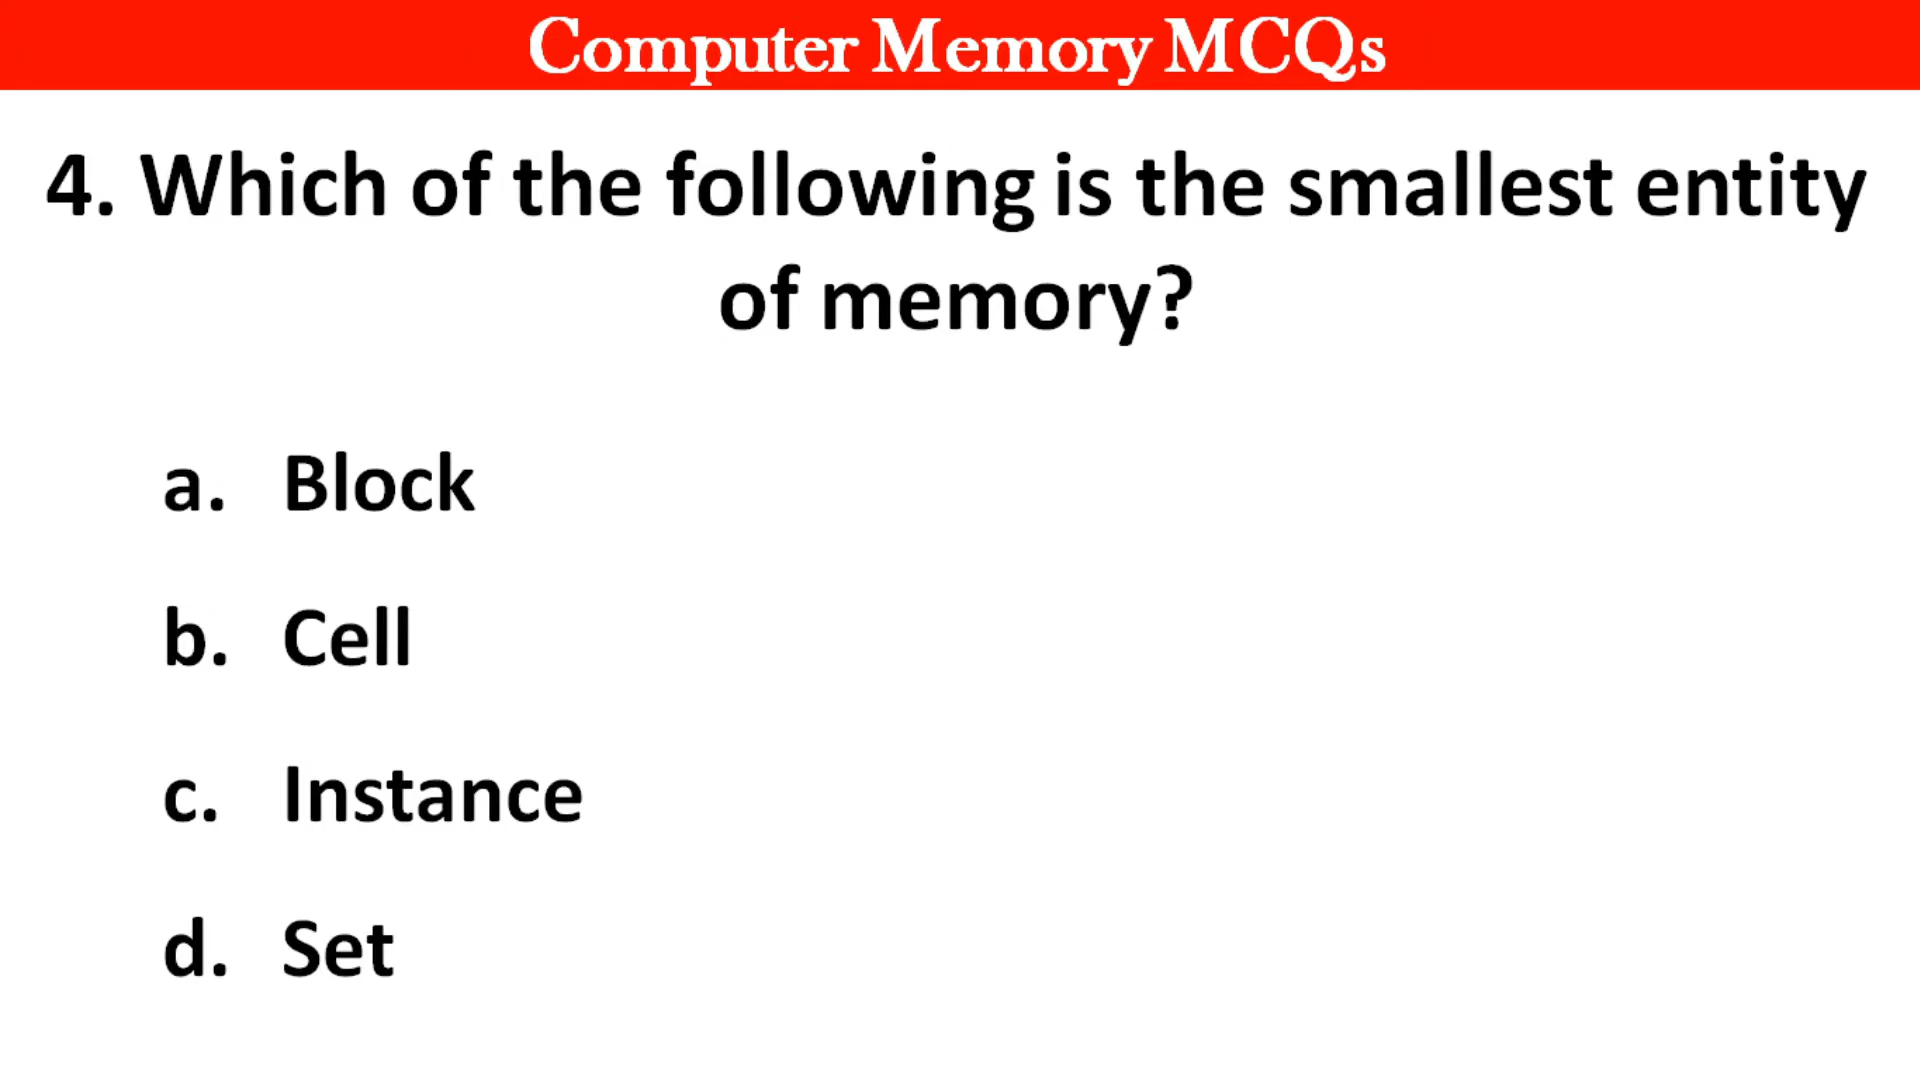 Computer Memory MCQs
4. Which of the following is the smallest entity
of memory?
a. Block
b. Cell
c. Instance
d. Set